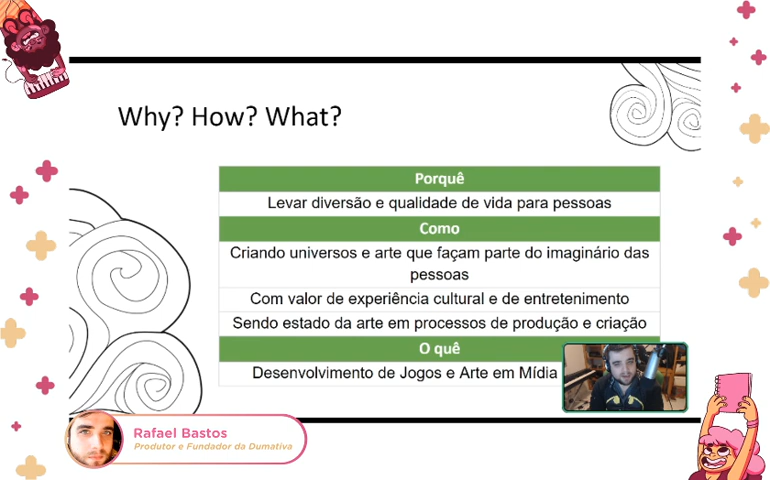 Why? How? What?
Porquê
Levar diversão e qualidade de vida para pessoas
Como
Criando universos e arte que façam parte do imaginário das
pessoas
Com valor de experiência cultural e de entretenimento
Sendo estado da arte em processos de produção e criação
O quê
Desenvolvimento de Jogos e Arte em Mídia
Rafael Bastos
Produtor e Fundador da Dumativa